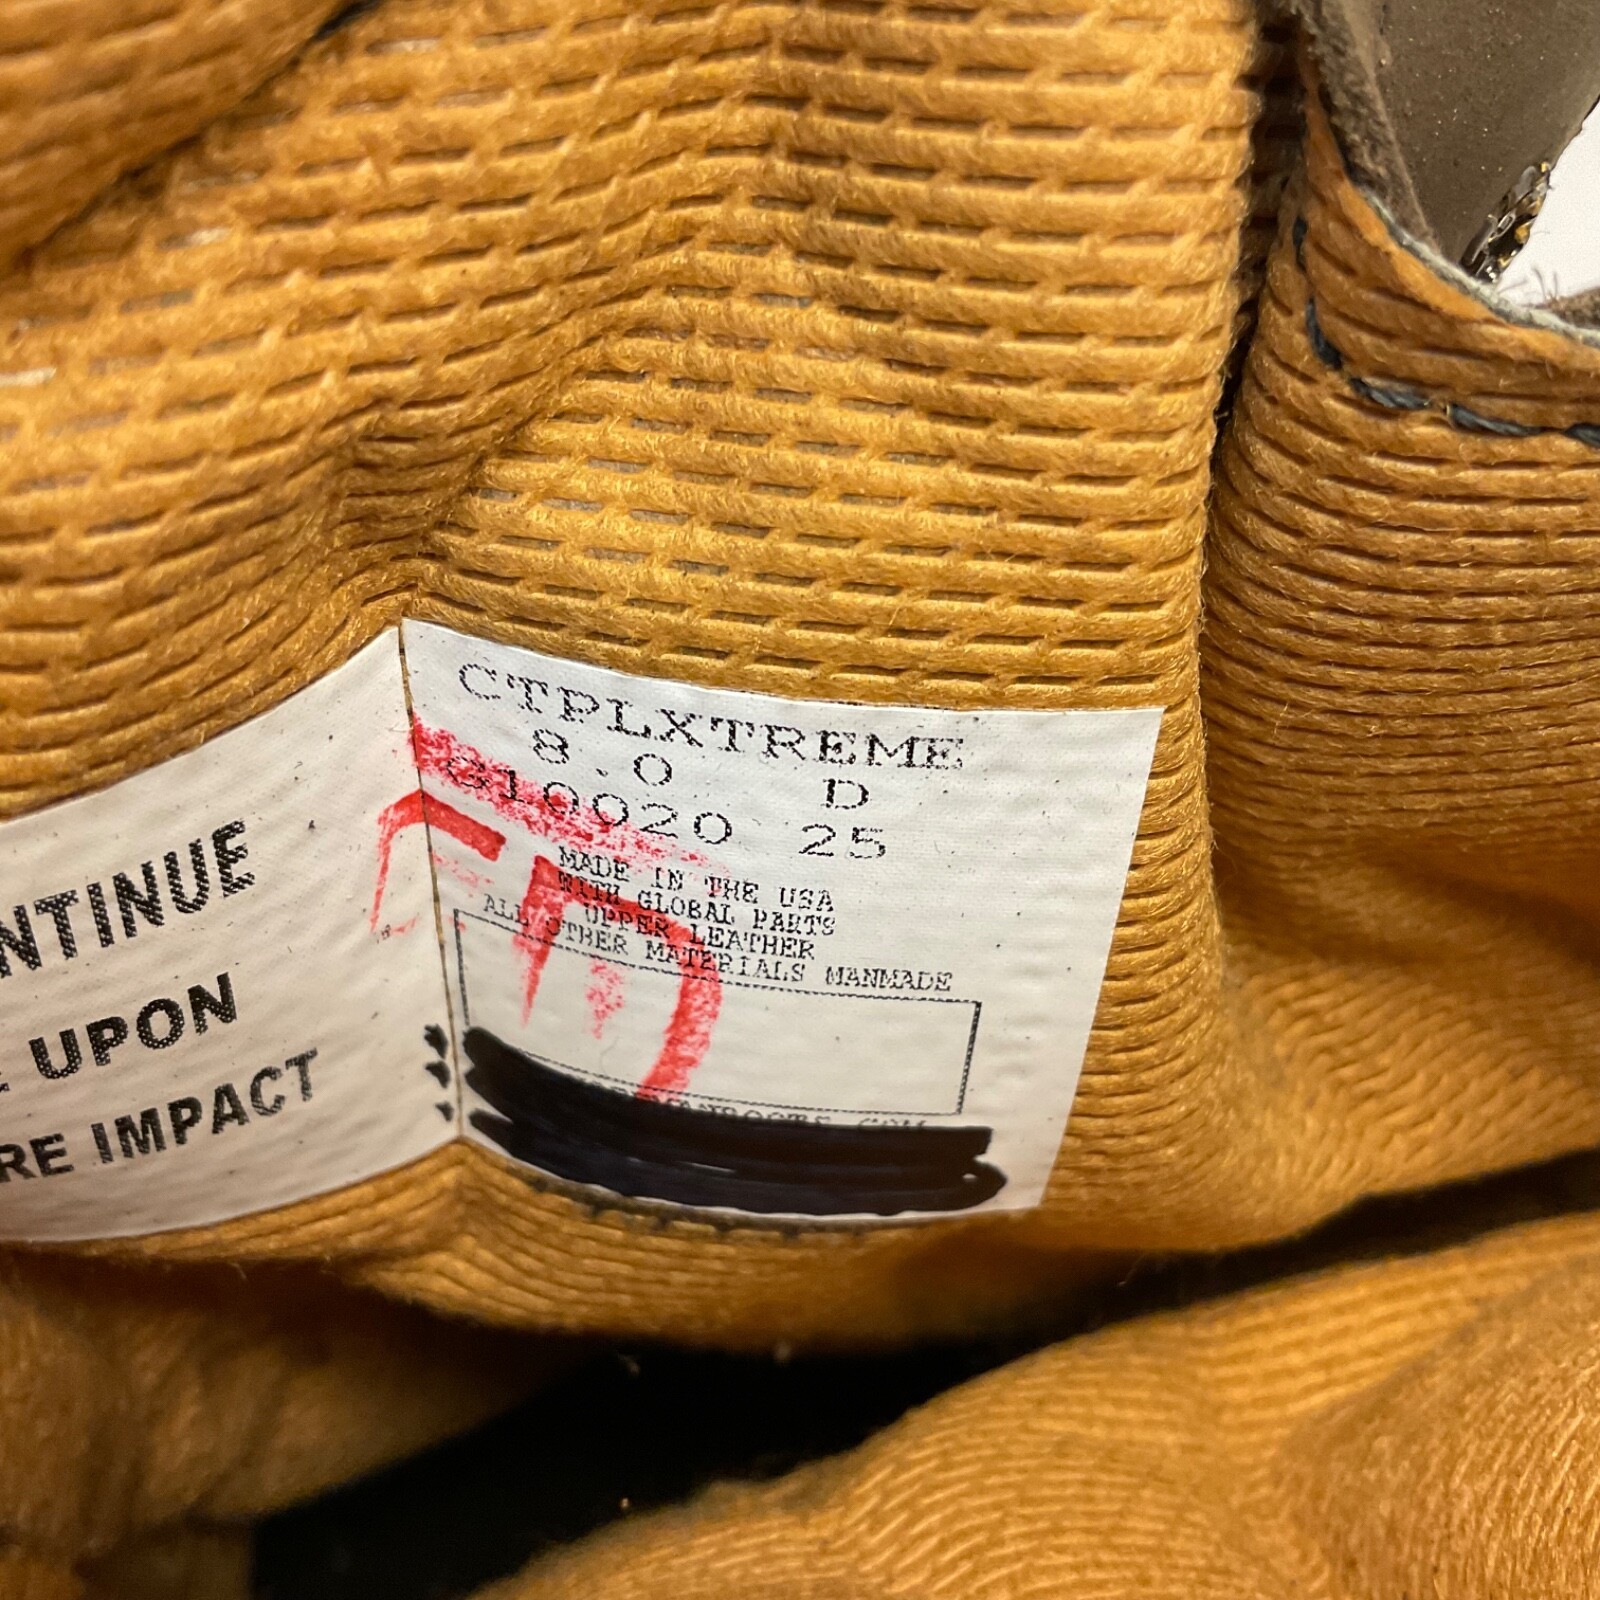 NTINUE
UPON
RE IMPACT
CTPLXTREME
8.0 D
G10020 25
MADE IN THE USA
WITH GLOBAL PARTS
UPPER LEATHER
ALL OTHER MATERIALS MANMADE